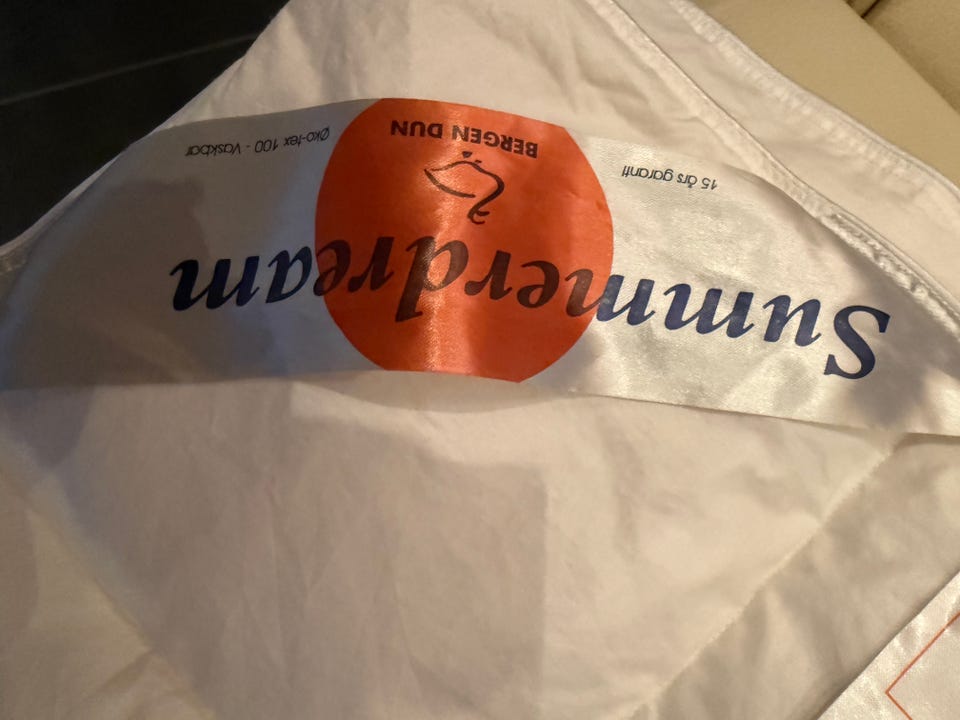 15 års garanti
BERGEN DUN
Øko-tex 100 - Vaskbar
Summerdream